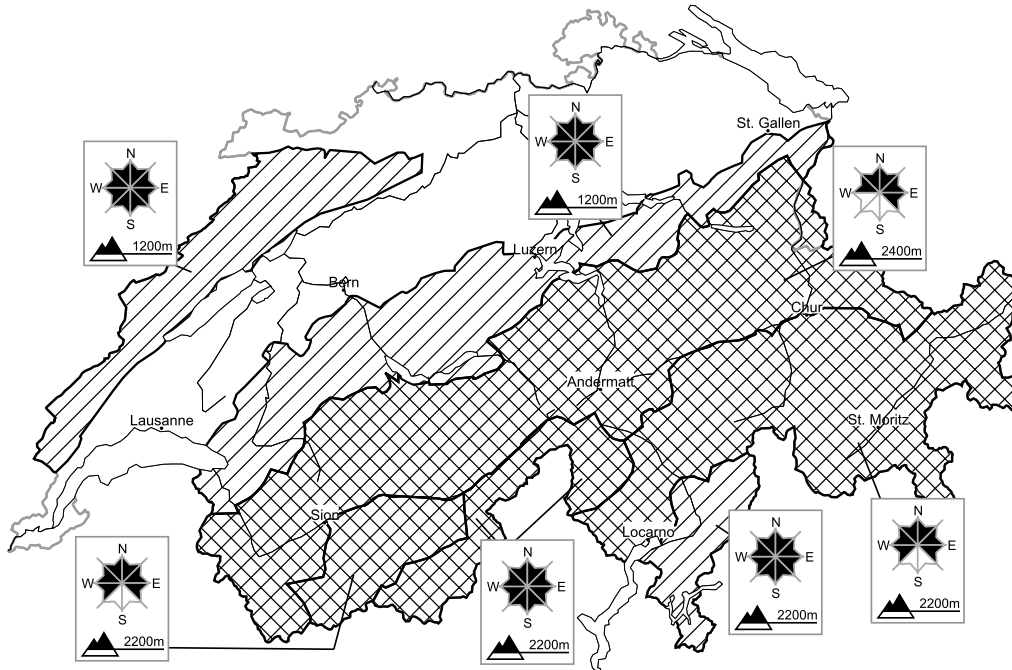 St. Gallen
N
W E
S
1200m
N
W E
S
1200m
N
W E
S
2400m
Luzern
Bern
Chur
Andermatt
Lausanne
St. Moritz
Sion
Locarno
N
W E
S
2200m
N
W E
S
2200m
N
W E
S
2200m
N
W E
S
2200m